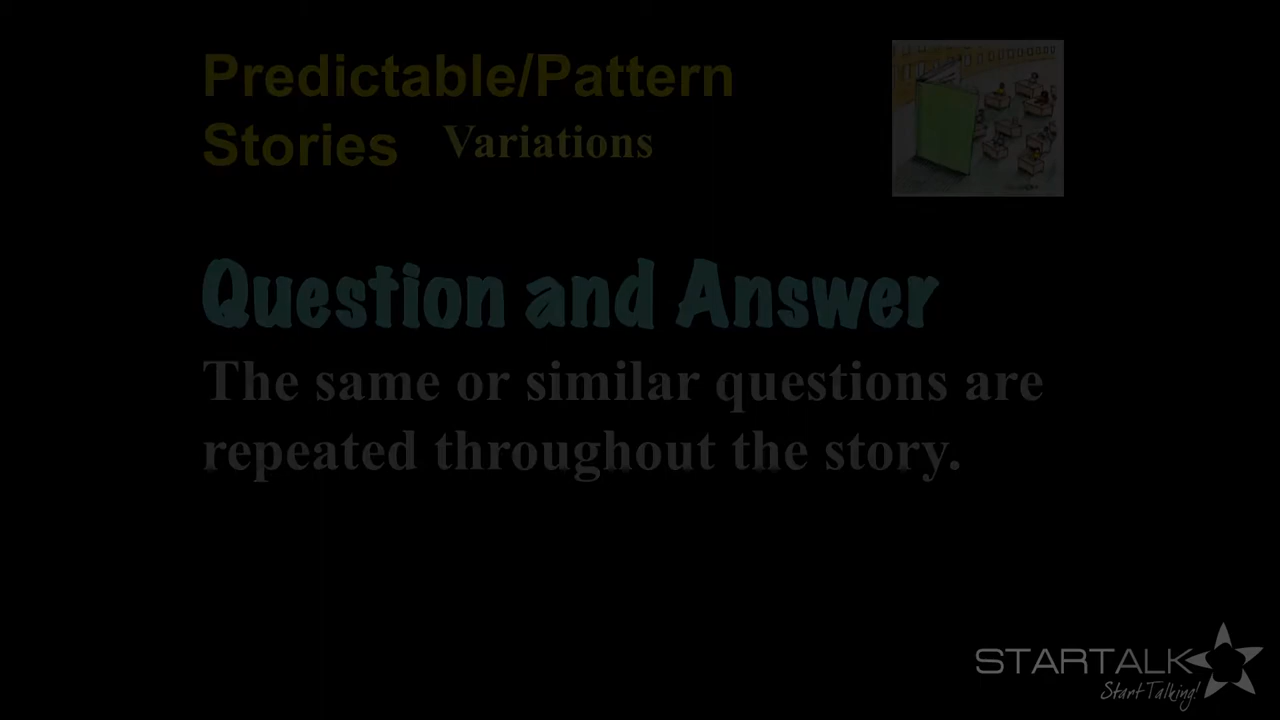 Predictable/Pattern
Stories Variations
Question and Answer
The same or similar questions are
repeated throughout the story.
STARTALK
Start Talking!